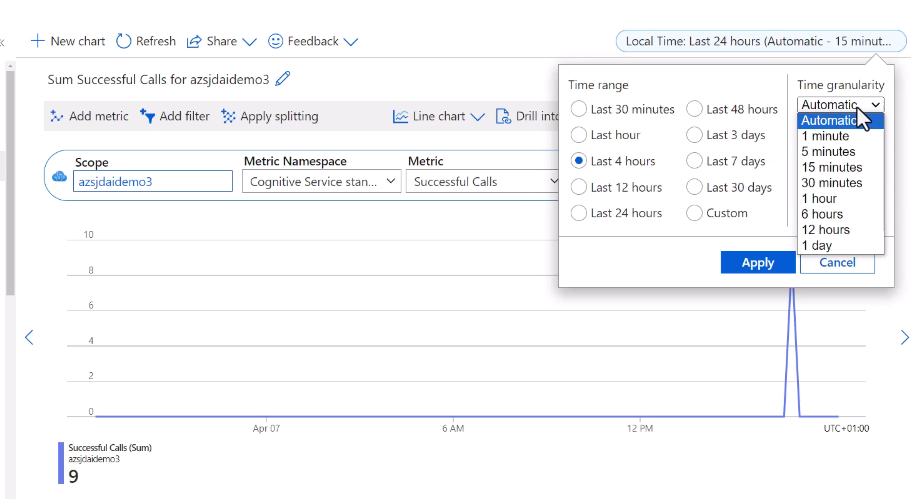 New chart Refresh Share Feedback Local Time: Last 24 hours (Automatic - 15 minut...
Sum Successful Calls for azsjdaidemo3
Add metric Add filter Apply splitting Line chart Drill into
Scope Metric Namespace Metric
azsjdaidemo3 Cognitive Service stan... Successful Calls
Time range
Last 30 minutes Last 48 hours
Last hour Last 3 days
Last 4 hours Last 7 days
Last 12 hours Last 30 days
Last 24 hours Custom
Time granularity
Automatic
Automatic
1 minute
5 minutes
15 minutes
30 minutes
1 hour
6 hours
12 hours
1 day
Apply Cancel
10
8
6
4
2
0
Apr 07 6 AM 12 PM UTC+01:00
Successful Calls (Sum)
azsjdaidemo3
9